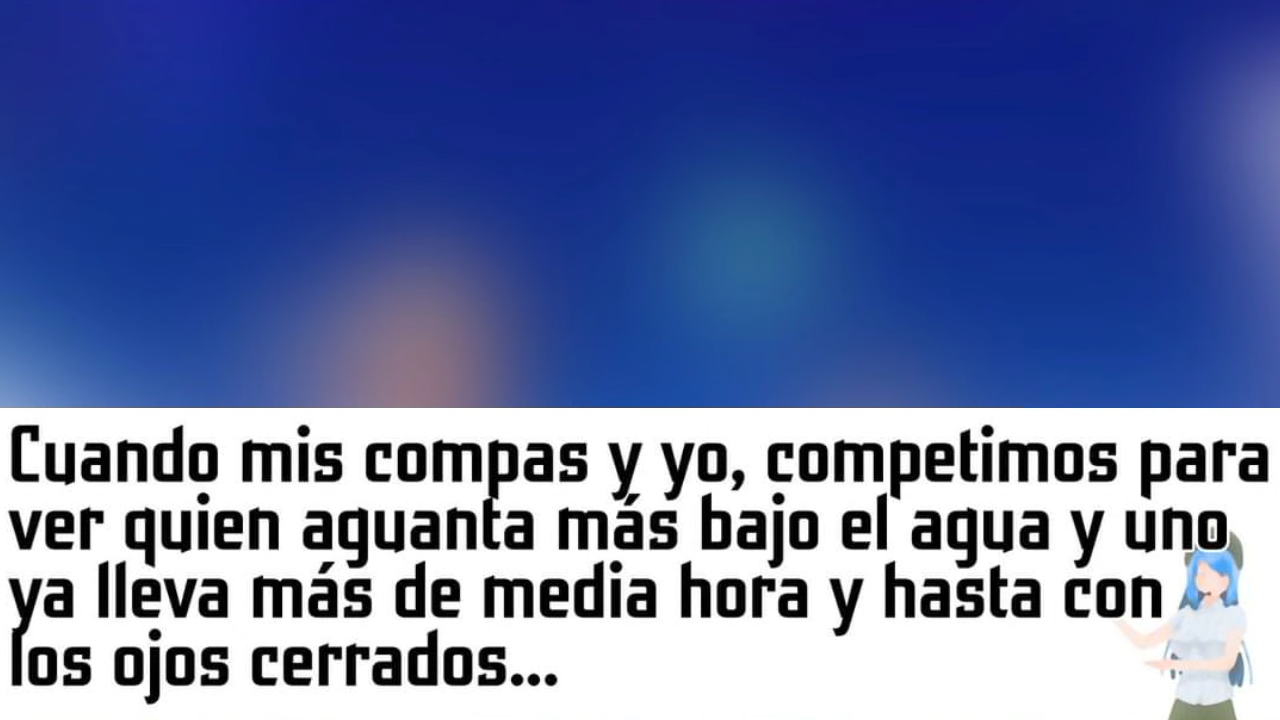 Cuando mis compas y yo, competimos para
ver quien aguanta más bajo el agua y uno
ya lleva más de media hora y hasta con
los ojos cerrados...